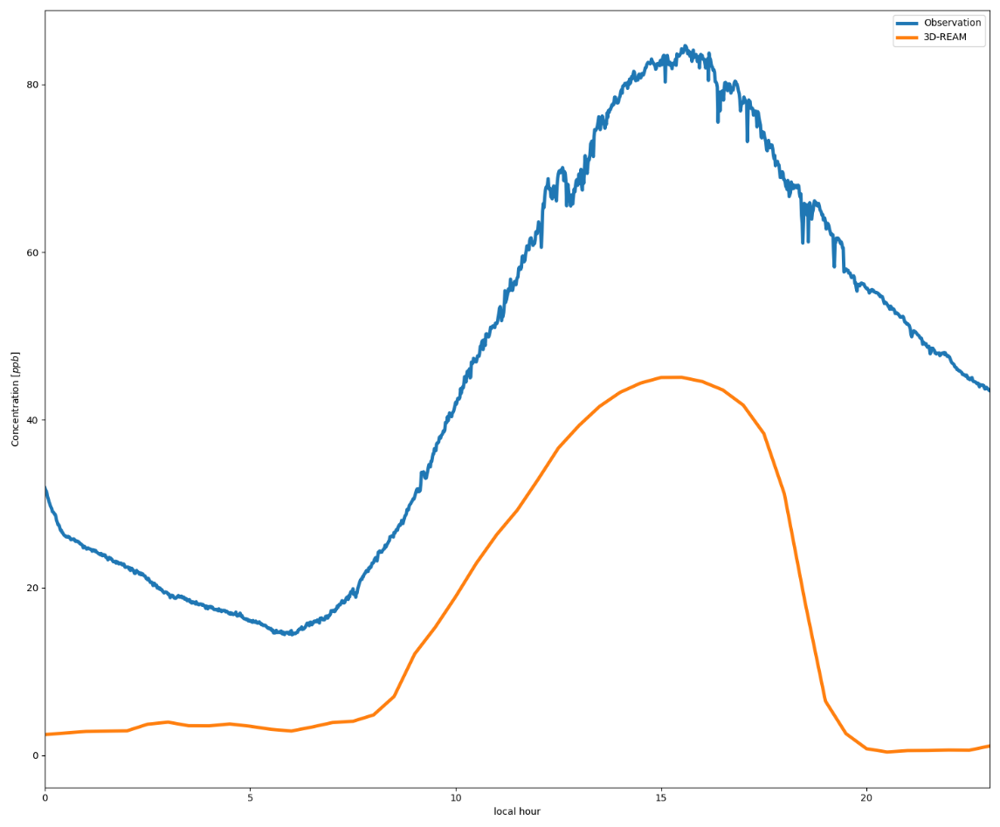 Observation
3D-REAM
80
60
40
20
0
Concentration [ppb]
0 5 10 15 20
local hour